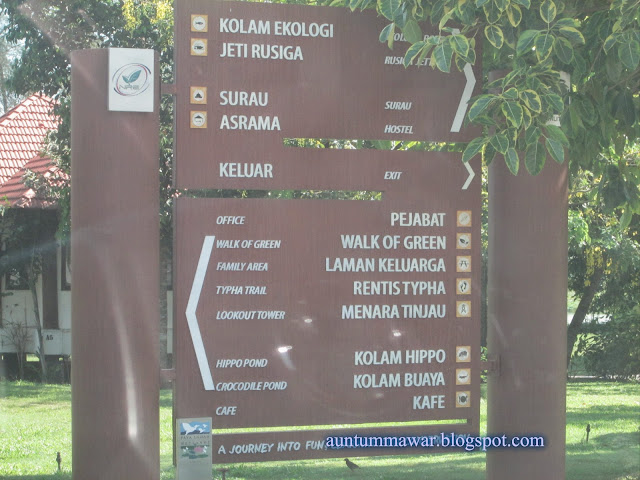 KOLAM EKOLOGI
JETI RUSIGA
SURAU SURAU
ASRAMA HOSTEL
KELUAR EXIT
OFFICE PEJABAT
WALK OF GREEN WALK OF GREEN
FAMILY AREA LAMAN KELUARGA
TYPHA TRAIL RENTIS TYPHA
LOOKOUT TOWER MENARA TINJAU
HIPPO POND KOLAM HIPPO
CROCODILE POND KOLAM BUAYA
CAFE KAFE
A JOURNEY INTO FUN
auntummawar.blogspot.com